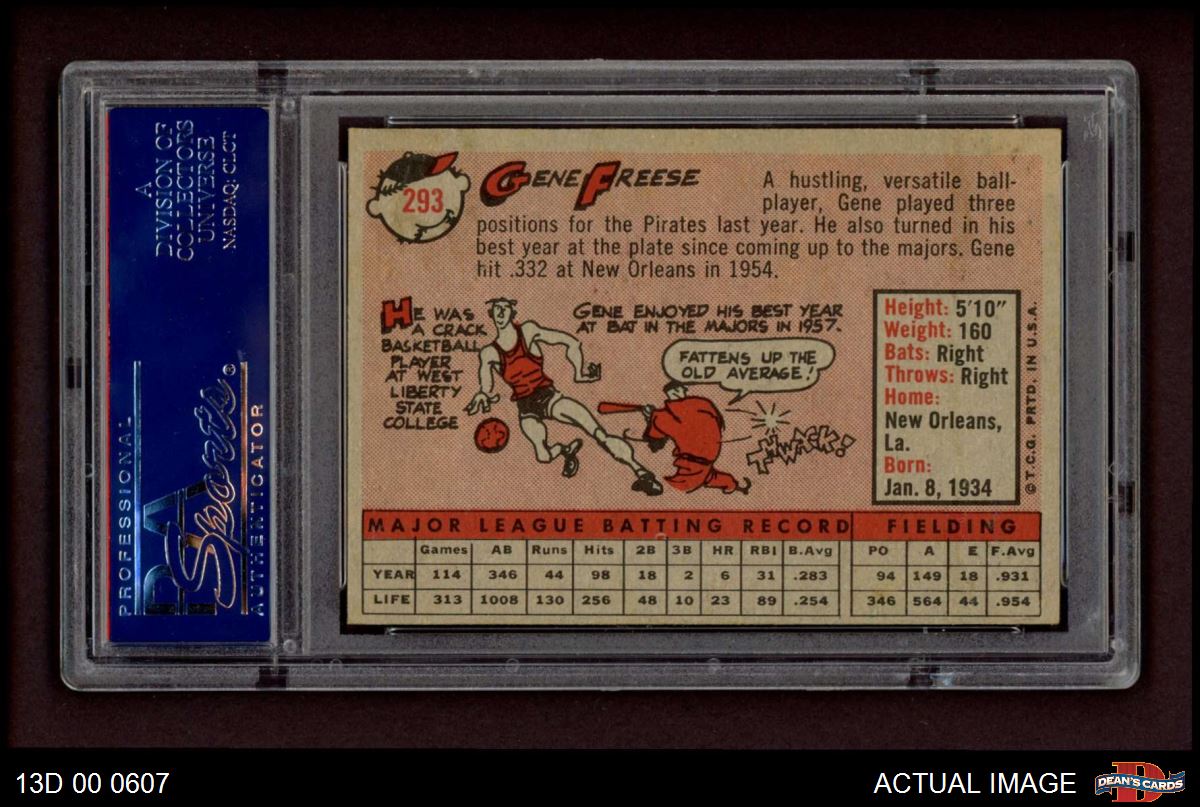 A
DIVISION OF
COLLECTORS
UNIVERSE
NASDAQ: CLCT
PROFESSIONAL
PSA
Sports®
AUTHENTICATOR
293
GENE FREESE
A hustling, versatile ball-
player, Gene played three
positions for the Pirates last year. He also turned in his
best year at the plate since coming up to the majors. Gene
hit .332 at New Orleans in 1954.
HE WAS
A CRACK
BASKETBALL
PLAYER
AT WEST
LIBERTY
STATE
COLLEGE
GENE ENJOYED HIS BEST YEAR
AT BAT IN THE MAJORS IN 1957.
FATTENS UP THE
OLD AVERAGE!
THWACK!
Height: 5'10"
Weight: 160
Bats: Right
Throws: Right
Home:
New Orleans,
La.
Born:
Jan. 8, 1934
©T.C.G. PRTD. IN U.S.A.
MAJOR LEAGUE BATTING RECORD FIELDING
Games AB Runs Hits 2B 3B HR RBI B.Avg PO A E F.Avg
YEAR 114 346 44 98 18 2 6 31 .283 94 149 18 .931
LIFE 313 1008 130 256 48 10 23 89 .254 346 564 44 .954
13D 00 0607
ACTUAL IMAGE
D
DEAN'S CARDS